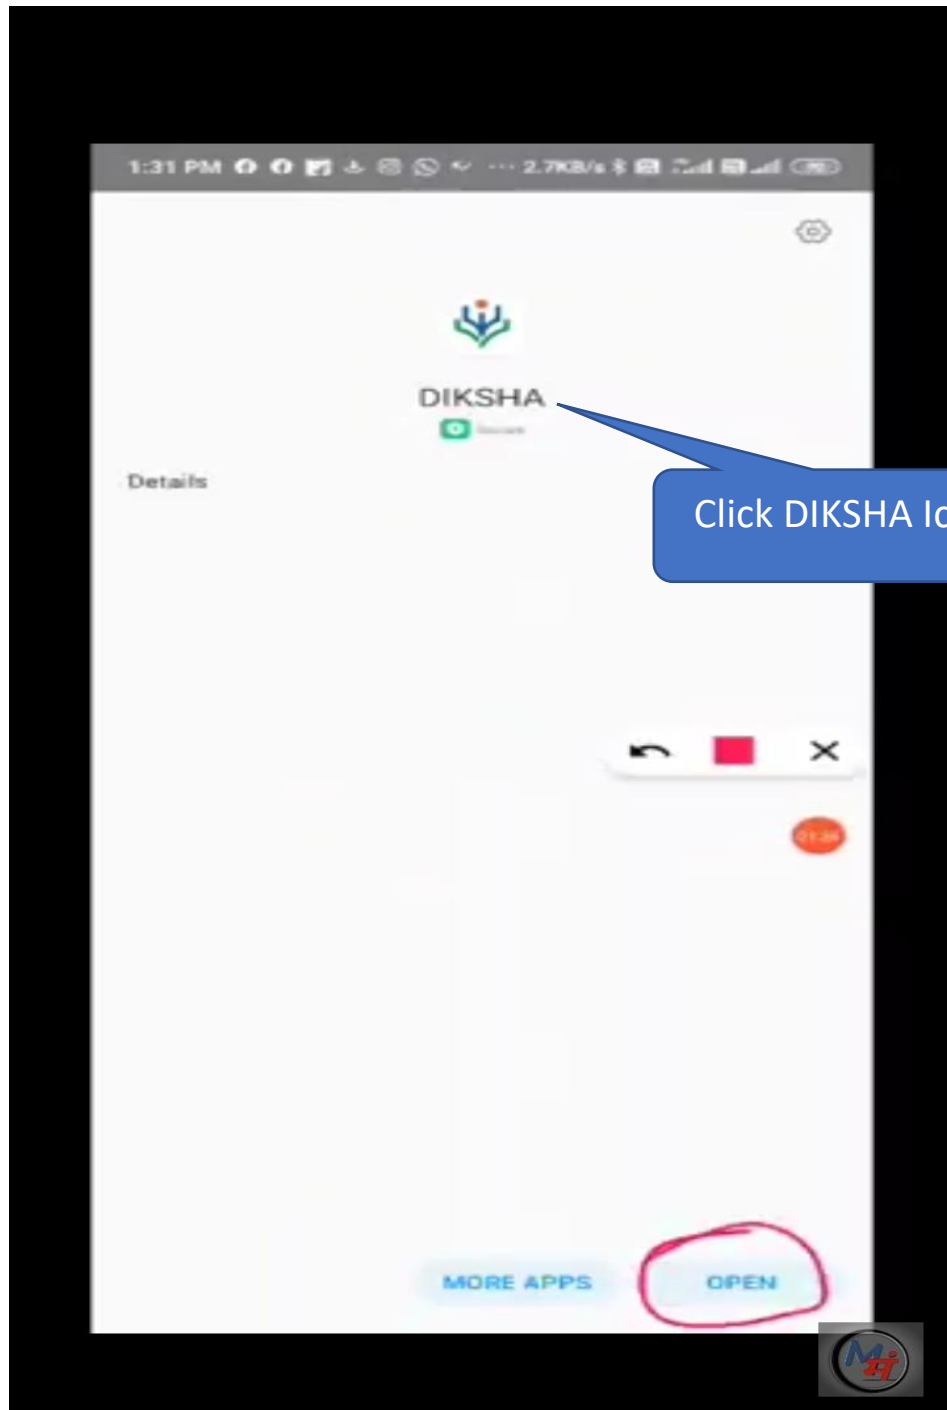 1:31 PM
2.7KB/s
DIKSHA
Details
Click DIKSHA Ic
MORE APPS
OPEN